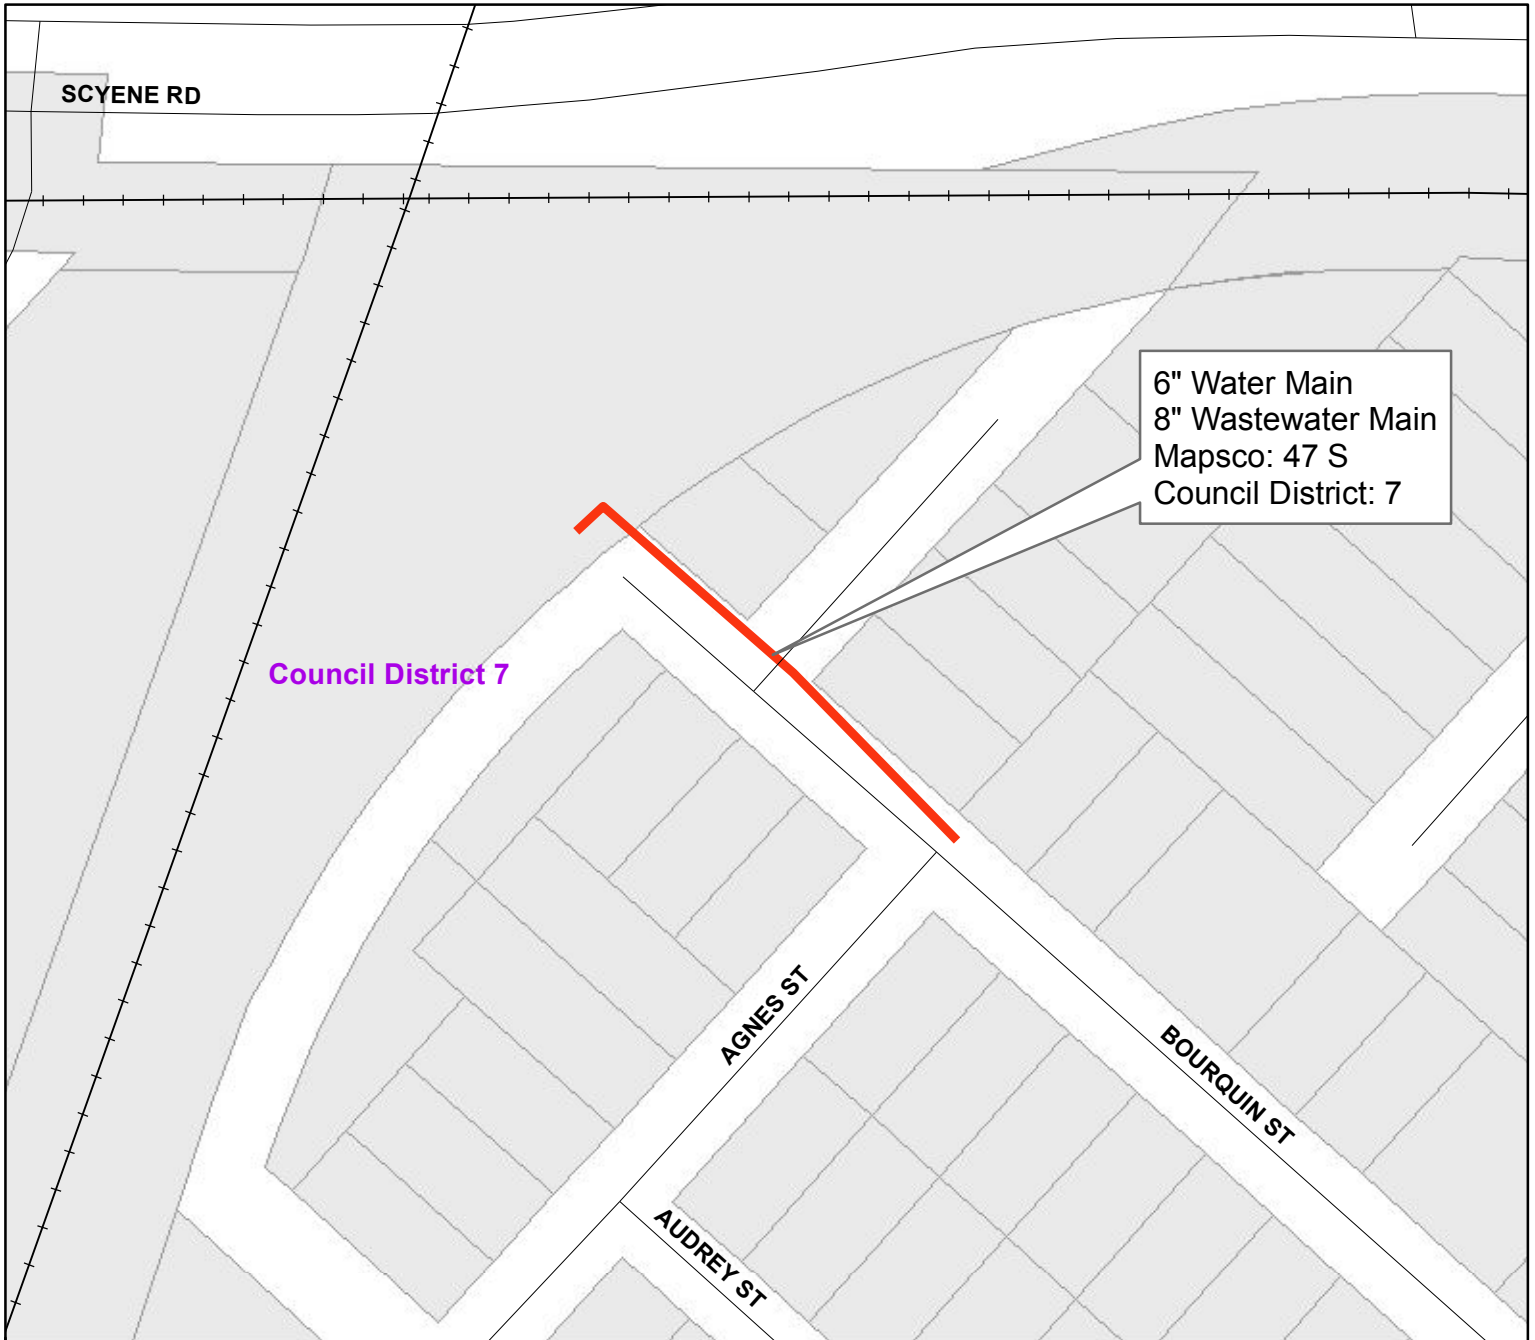 SCYENE RD
6" Water Main
8" Wastewater Main
Mapsco: 47 S
Council District: 7
Council District 7
AGNES ST
BOURQUIN ST
AUDREY ST